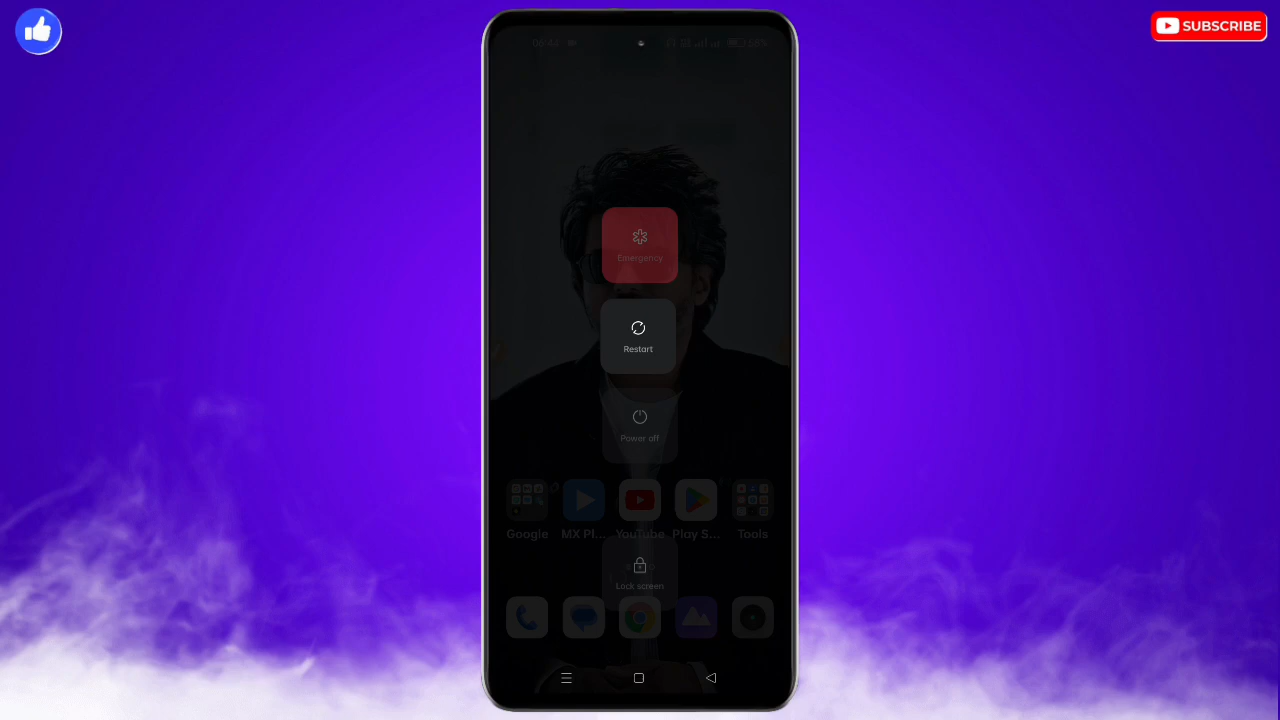 SUBSCRIBE
Emergency
Restart
Power off
Google MX Pl... YouTube Play S... Tools
Lock screen